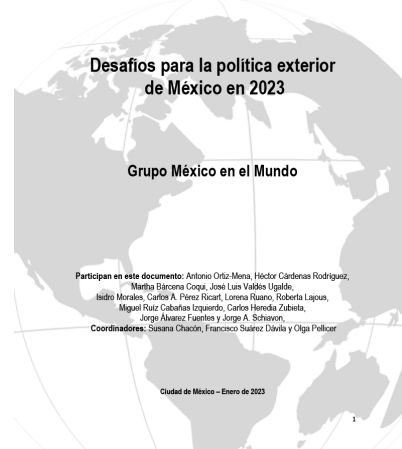 Desafíos para la política exterior
de México en 2023
Grupo México en el Mundo
Participan en este documento: Antonio Ortiz-Mena, Héctor Cárdenas Rodríguez,
Martha Bárcena Coqui, José Luis Valdés Ugalde,
Isidro Morales, Carlos A. Pérez Ricart, Lorena Ruano, Roberta Lajous,
Miguel Ruíz Cabañas Izquierdo, Carlos Heredia Zubieta,
Jorge Álvarez Fuentes y Jorge A. Schiavon,
Coordinadores: Susana Chacón, Francisco Suárez Dávila y Olga Pellicer
Ciudad de México – Enero de 2023
1